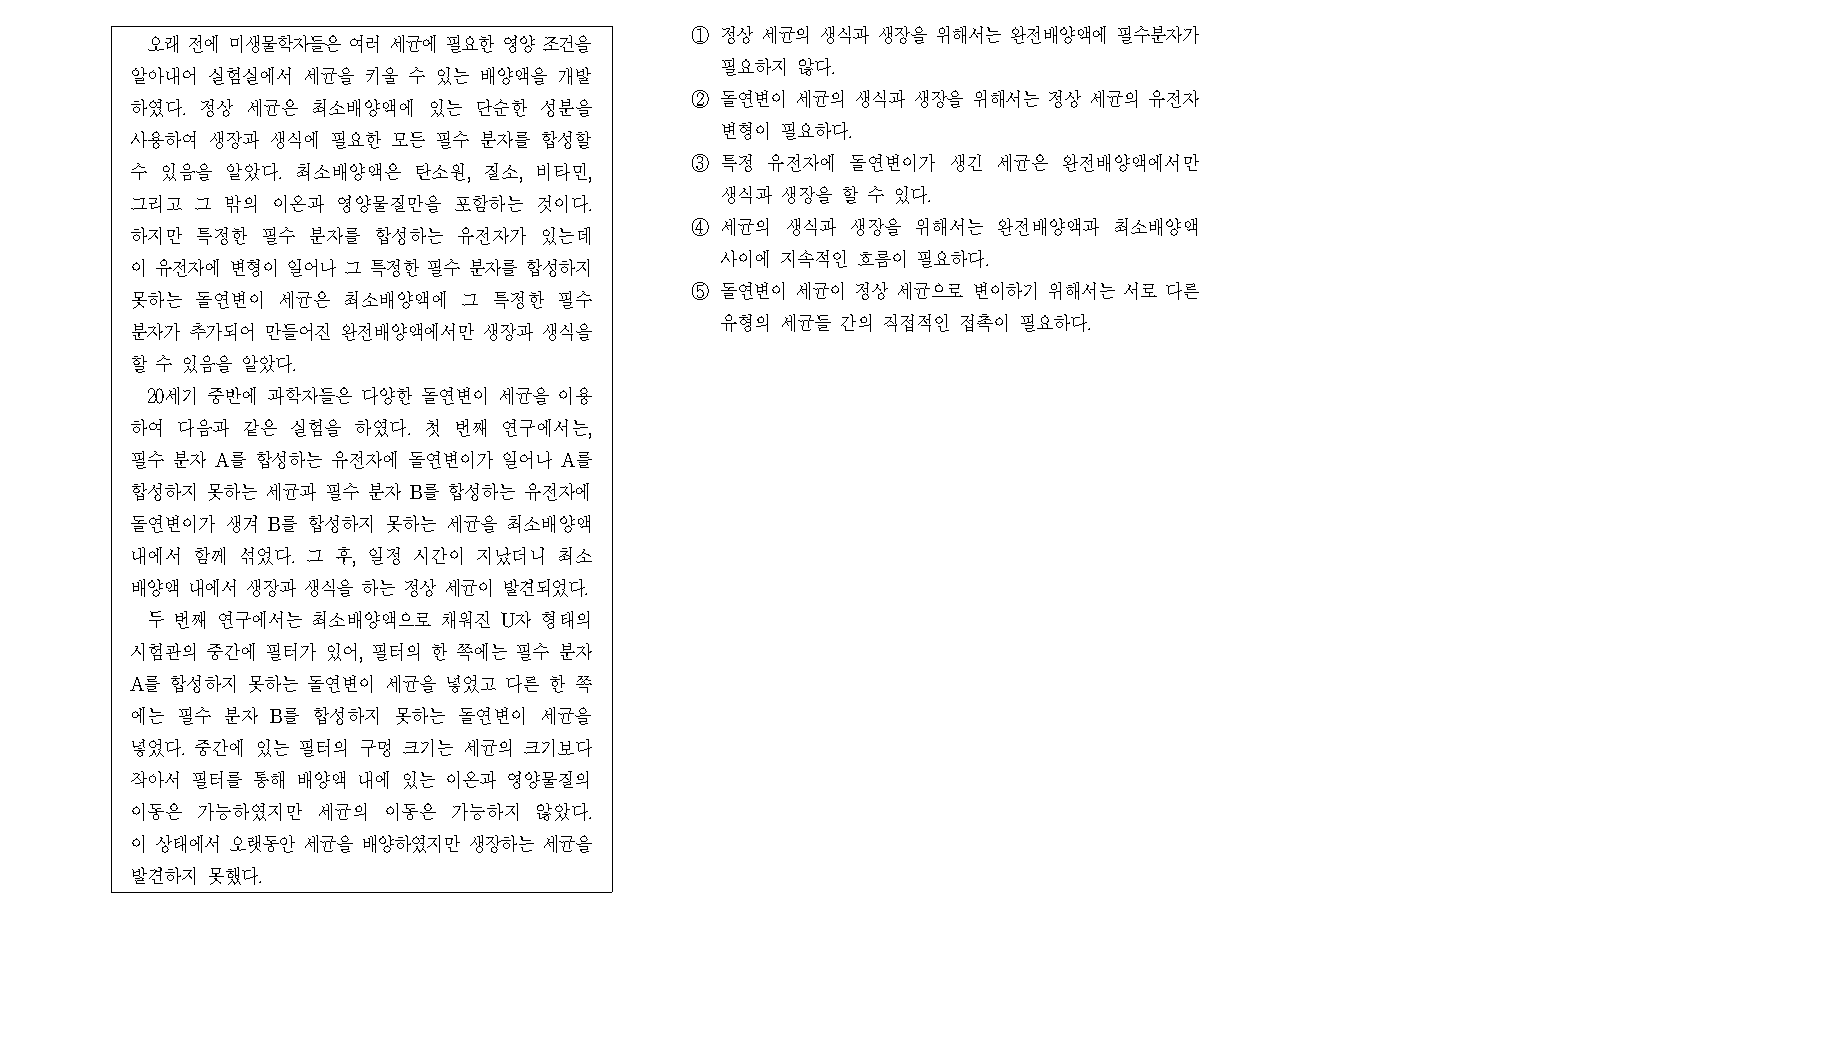 오래 전에 미생물학자들은 여러 세균에 필요한 영양 조건을
알아내어 실험실에서 세균을 키울 수 있는 배양액을 개발
하였다. 정상 세균은 최소배양액에 있는 단순한 성분을
사용하여 생장과 생식에 필요한 모든 필수 분자를 합성할
수 있음을 알았다. 최소배양액은 탄소원, 질소, 비타민,
그리고 그 밖의 이온과 영양물질만을 포함하는 것이다.
하지만 특정한 필수 분자를 합성하는 유전자가 있는데
이 유전자에 변형이 일어나 그 특정한 필수 분자를 합성하지
못하는 돌연변이 세균은 최소배양액에 그 특정한 필수
분자가 추가되어 만들어진 완전배양액에서만 생장과 생식을
할 수 있음을 알았다.
20세기 중반에 과학자들은 다양한 돌연변이 세균을 이용
하여 다음과 같은 실험을 하였다. 첫 번째 연구에서는,
필수 분자 A를 합성하는 유전자에 돌연변이가 일어나 A를
합성하지 못하는 세균과 필수 분자 B를 합성하는 유전자에
돌연변이가 생겨 B를 합성하지 못하는 세균을 최소배양액
내에서 함께 섞었다. 그 후, 일정 시간이 지났더니 최소
배양액 내에서 생장과 생식을 하는 정상 세균이 발견되었다.
두 번째 연구에서는 최소배양액으로 채워진 U자 형태의
시험관의 중간에 필터가 있어, 필터의 한 쪽에는 필수 분자
A를 합성하지 못하는 돌연변이 세균을 넣었고 다른 한 쪽
에는 필수 분자 B를 합성하지 못하는 돌연변이 세균을
넣었다. 중간에 있는 필터의 구멍 크기는 세균의 크기보다
작아서 필터를 통해 배양액 내에 있는 이온과 영양물질의
이동은 가능하였지만 세균의 이동은 가능하지 않았다.
이 상태에서 오랫동안 세균을 배양하였지만 생장하는 세균을
발견하지 못했다.
① 정상 세균의 생식과 생장을 위해서는 완전배양액에 필수분자가
필요하지 않다.
② 돌연변이 세균의 생식과 생장을 위해서는 정상 세균의 유전자
변형이 필요하다.
③ 특정 유전자에 돌연변이가 생긴 세균은 완전배양액에서만
생식과 생장을 할 수 있다.
④ 세균의 생식과 생장을 위해서는 완전배양액과 최소배양액
사이에 지속적인 흐름이 필요하다.
⑤ 돌연변이 세균이 정상 세균으로 변이하기 위해서는 서로 다른
유형의 세균들 간의 직접적인 접촉이 필요하다.